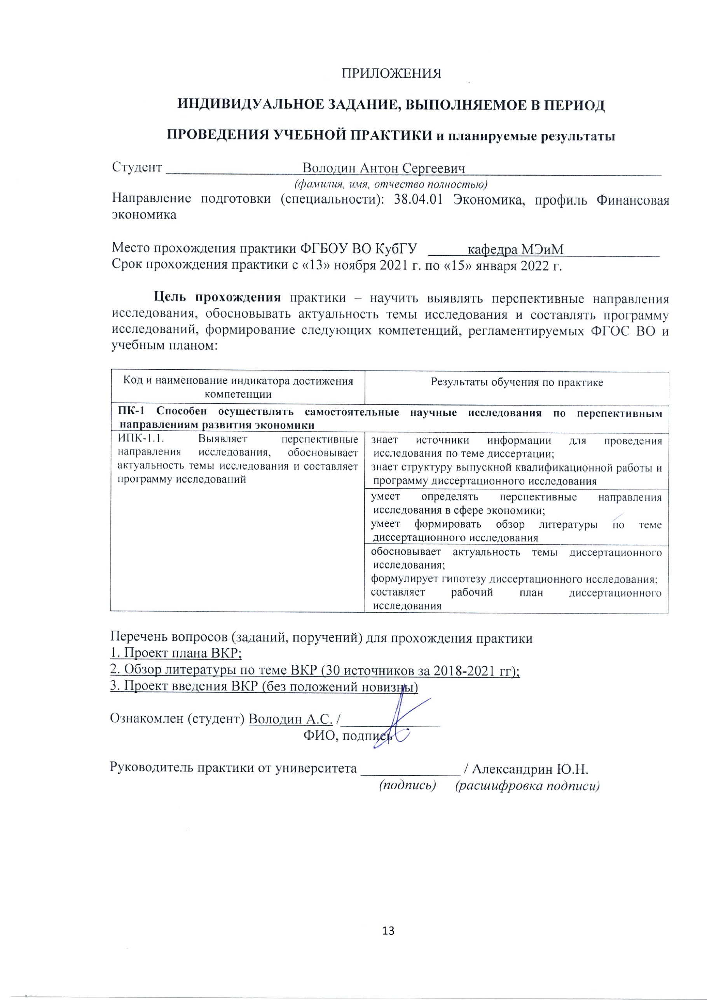 ПРИЛОЖЕНИЯ
ИНДИВИДУАЛЬНОЕ ЗАДАНИЕ, ВЫПОЛНЯЕМОЕ В ПЕРИОД
ПРОВЕДЕНИЯ УЧЕБНОЙ ПРАКТИКИ и планируемые результаты
Студент Володин Антон Сергеевич
(фамилия, имя, отчество полностью)
Направление подготовки (специальности): 38.04.01 Экономика, профиль Финансовая
экономика
Место прохождения практики ФГБОУ ВО КубГУ кафедра МЭиМ
Срок прохождения практики с «13» ноября 2021 г. по «15» января 2022 г.
Цель прохождения практики – научить выявлять перспективные направления
исследования, обосновывать актуальность темы исследования и составлять программу
исследований, формирование следующих компетенций, регламентируемых ФГОС ВО и
учебным планом:
Код и наименование индикатора достижения
компетенции
Результаты обучения по практике
ПК-1 Способен осуществлять самостоятельные научные исследования по перспективным
направлениям развития экономики
ИПК-1.1. Выявляет перспективные
направления исследования, обосновывает
актуальность темы исследования и составляет
программу исследований
знает источники информации для проведения
исследования по теме диссертации;
знает структуру выпускной квалификационной работы и
программу диссертационного исследования
умеет определять перспективные направления
исследования в сфере экономики;
умеет формировать обзор литературы по теме
диссертационного исследования
обосновывает актуальность темы диссертационного
исследования;
формулирует гипотезу диссертационного исследования;
составляет рабочий план диссертационного
исследования
Перечень вопросов (заданий, поручений) для прохождения практики
1. Проект плана ВКР;
2. Обзор литературы по теме ВКР (30 источников за 2018-2021 гг);
3. Проект введения ВКР (без положений новизны)
Ознакомлен (студент) Володин А.С. /
ФИО, подпись
Руководитель практики от университета / Александрин Ю.Н.
(подпись) (расшифровка подписи)
13